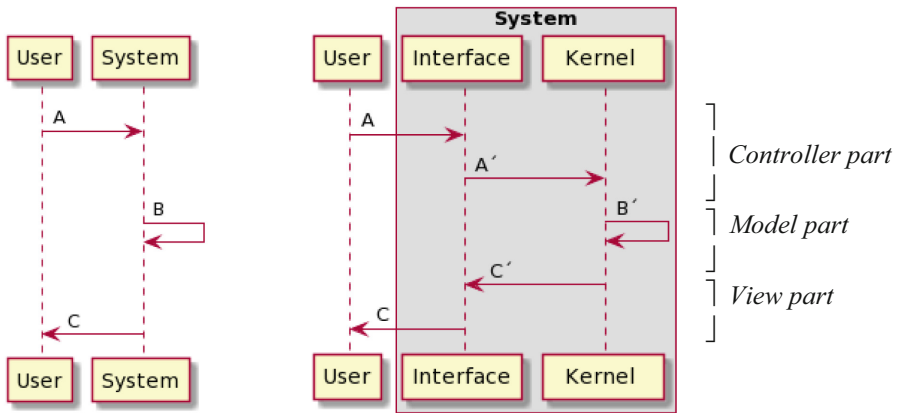 System
User System
User Interface Kernel
A
A
Controller part
A´
B
B´
Model part
C´
View part
C
C
User System
User Interface Kernel